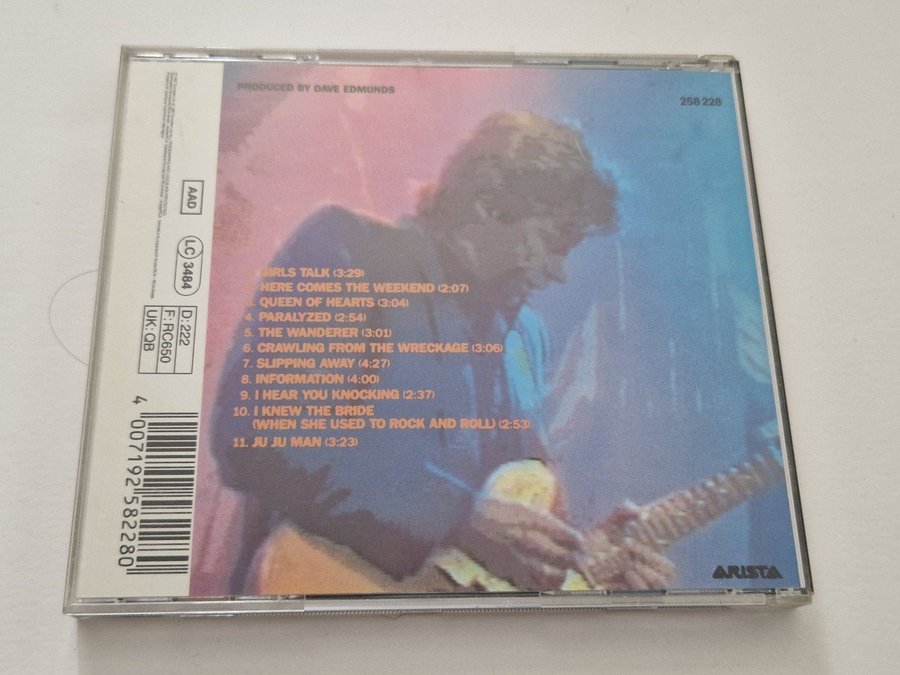 PRODUCED BY DAVE EDMUNDS
258 228
1. GIRLS TALK (3:29)
2. HERE COMES THE WEEKEND (2:07)
3. QUEEN OF HEARTS (3:04)
4. PARALYZED (2:54)
5. THE WANDERER (3:01)
6. CRAWLING FROM THE WRECKAGE (3:06)
7. SLIPPING AWAY (4:27)
8. INFORMATION (4:00)
9. I HEAR YOU KNOCKING (2:37)
10. I KNEW THE BRIDE
(WHEN SHE USED TO ROCK AND ROLL) (2:53)
11. JU JU MAN (3:23)
ARISTA
AAD
LC 3484
D: 222
F: RC650
UK: QB
4 007192 582280